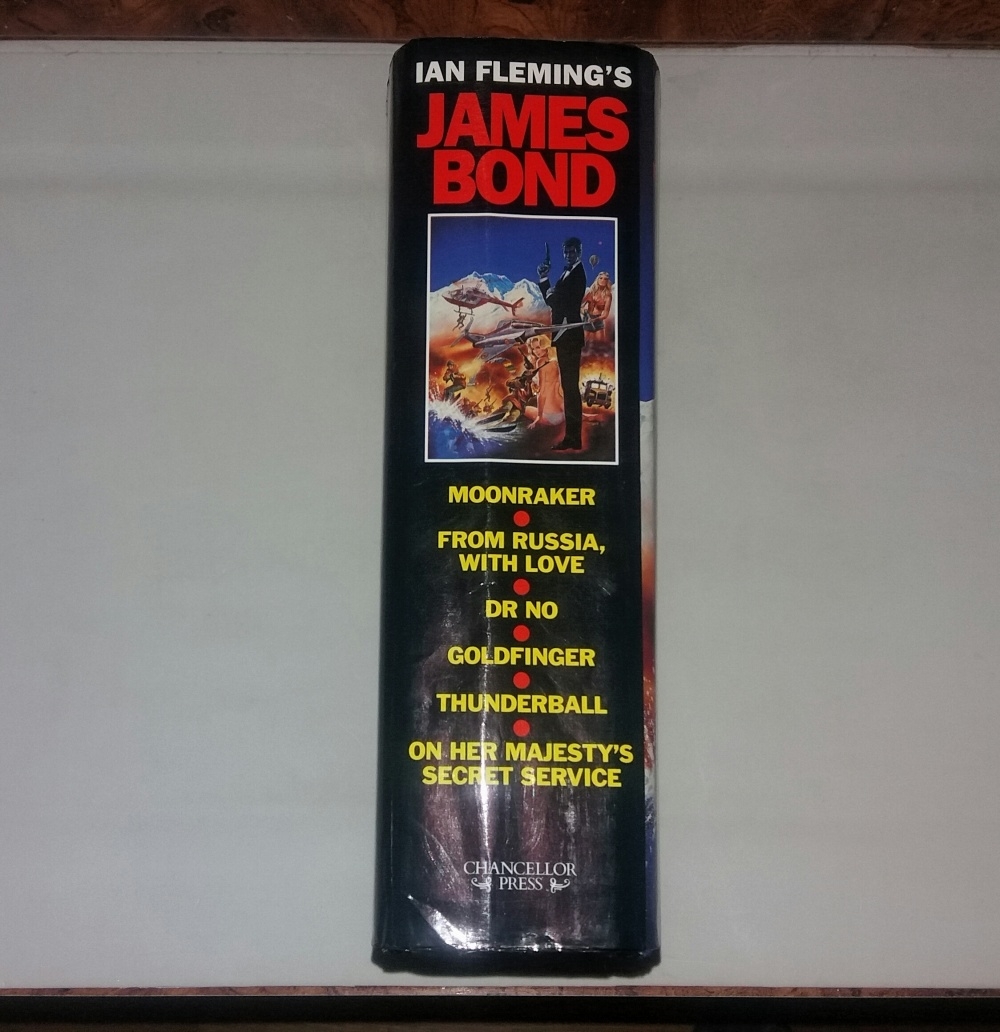 IAN FLEMING'S
JAMES
BOND
MOONRAKER
FROM RUSSIA,
WITH LOVE
DR NO
GOLDFINGER
THUNDERBALL
ON HER MAJESTY'S
SECRET SERVICE
CHANCELLOR
PRESS